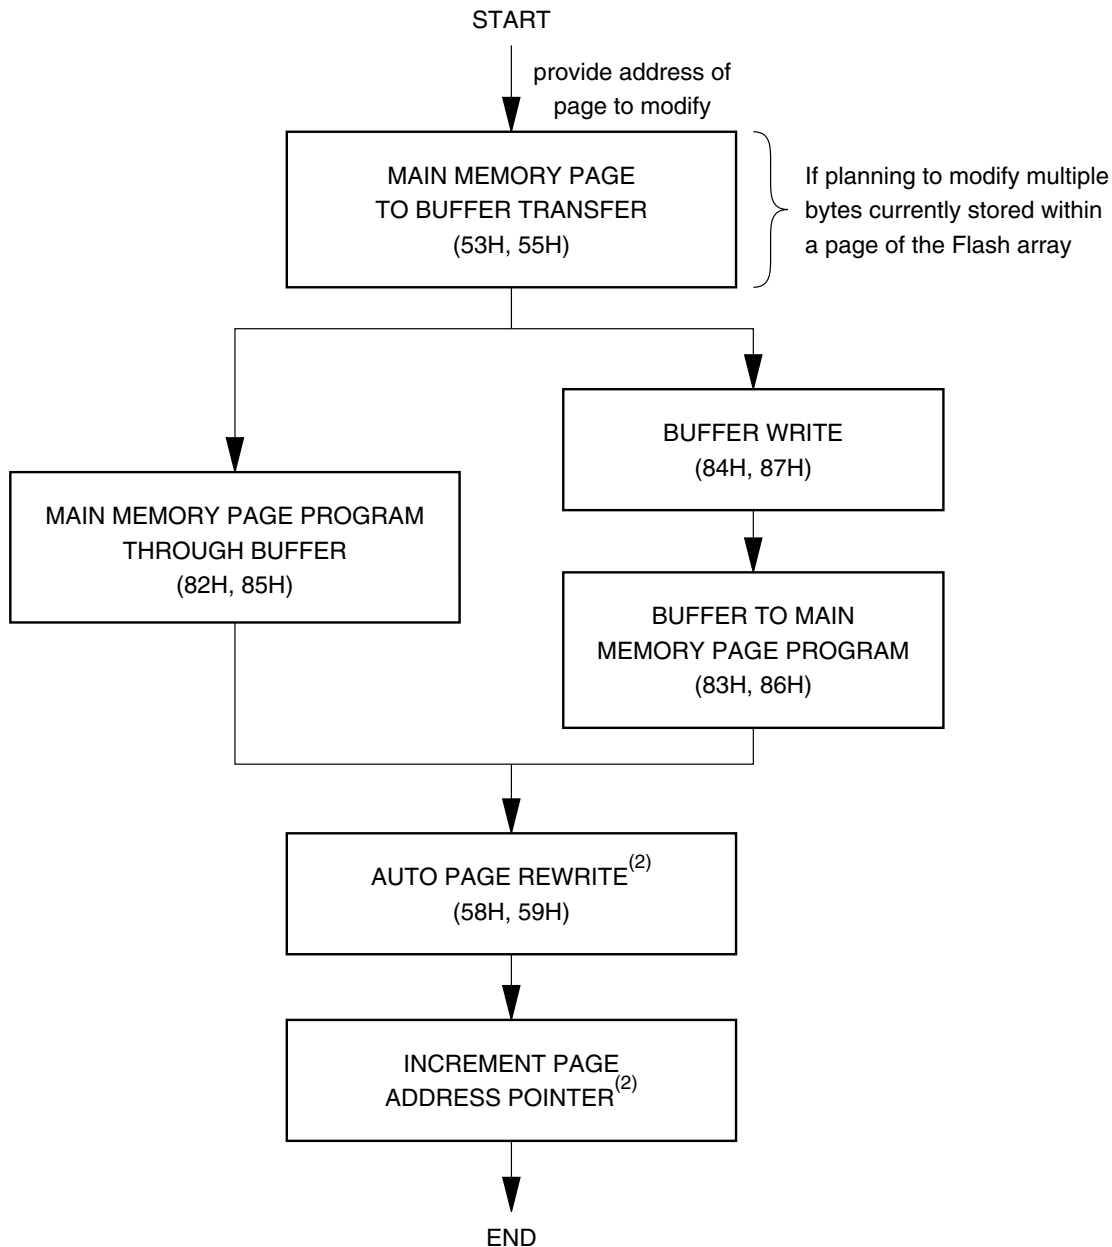 START
provide address of
page to modify
MAIN MEMORY PAGE
TO BUFFER TRANSFER
(53H, 55H)
If planning to modify multiple
bytes currently stored within
a page of the Flash array
BUFFER WRITE
(84H, 87H)
MAIN MEMORY PAGE PROGRAM
THROUGH BUFFER
(82H, 85H)
BUFFER TO MAIN
MEMORY PAGE PROGRAM
(83H, 86H)
AUTO PAGE REWRITE(2)
(58H, 59H)
INCREMENT PAGE
ADDRESS POINTER(2)
END